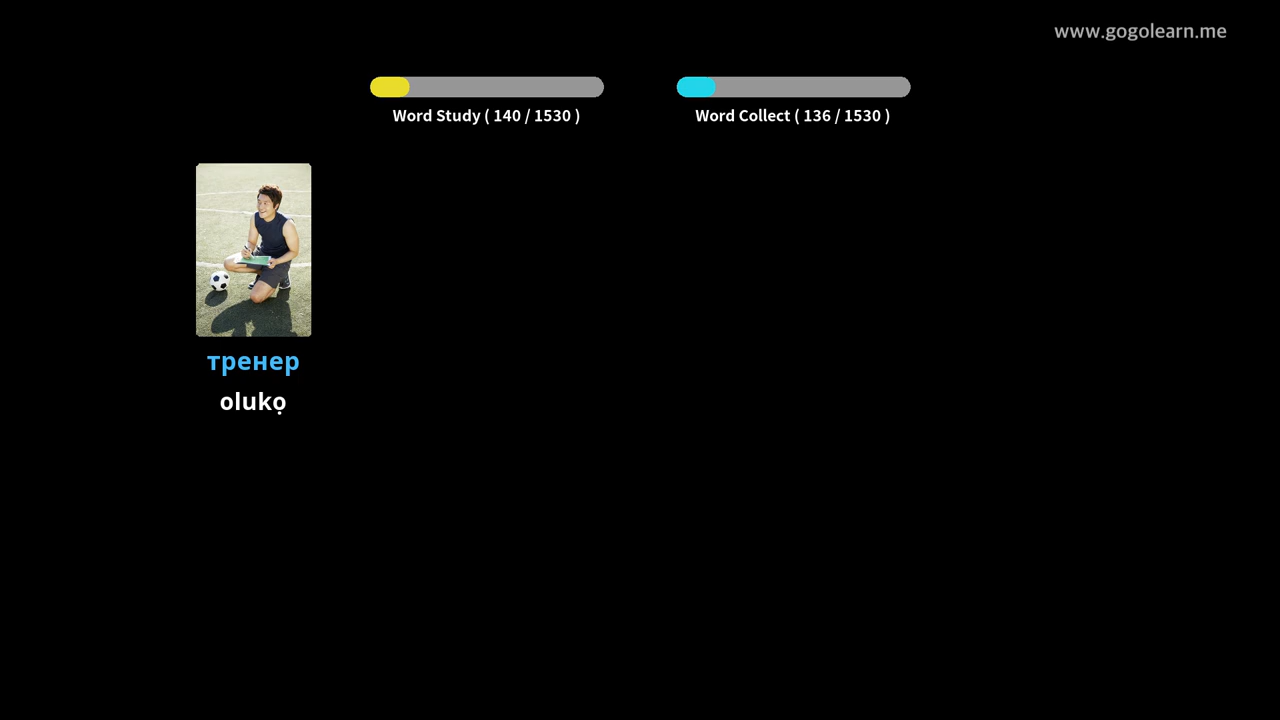 www.gogolearn.me
Word Study ( 140 / 1530 )
Word Collect ( 136 / 1530 )
тренер
olukọ